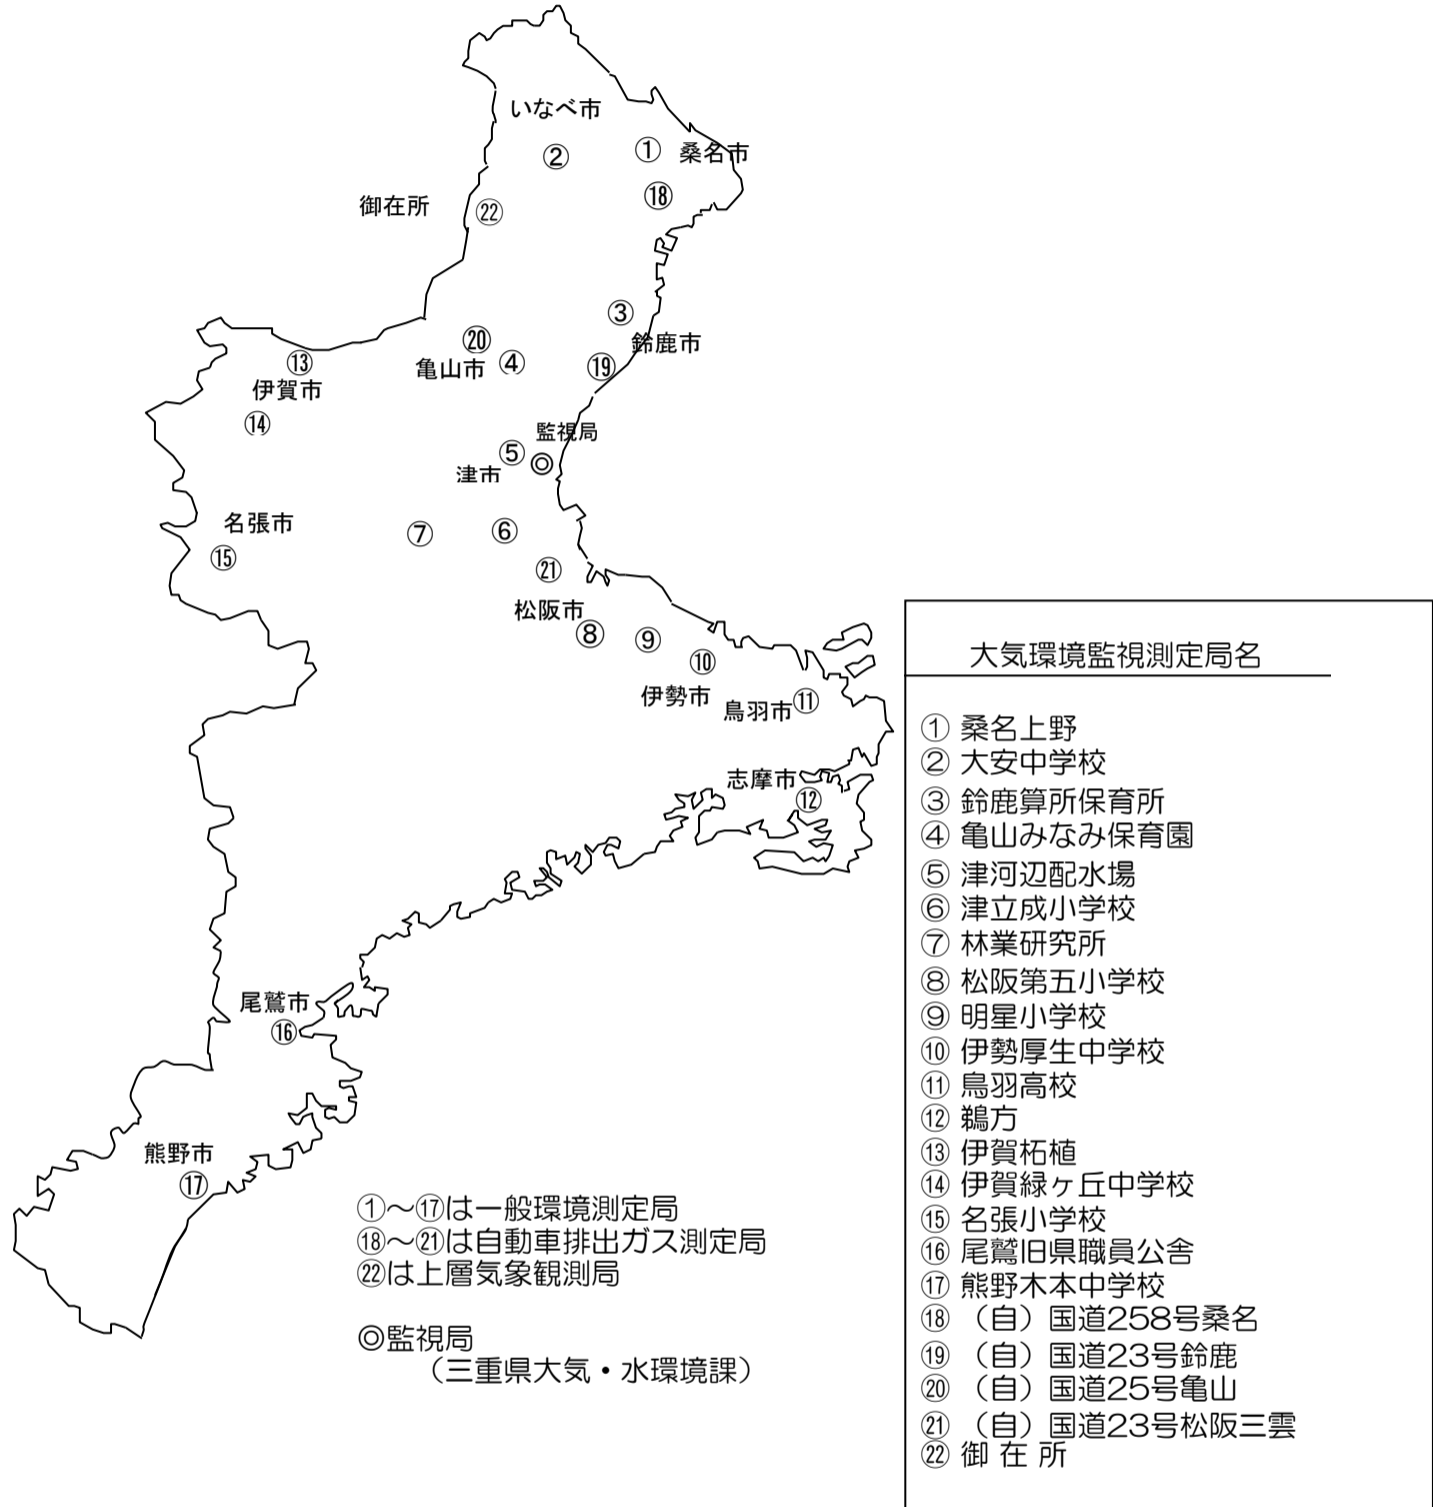 いなべ市
② ① 桑名市
⑱
御在所 ㉒
③
鈴鹿市
⑳
亀山市 ④ ⑲
⑬
伊賀市
⑭
監視局
⑤ ◎
津市
名張市
⑦ ⑥
⑮
㉑
松阪市
⑧ ⑨
⑩
伊勢市
鳥羽市 ⑪
志摩市
⑫
尾鷲市
⑯
熊野市
⑰
①～⑰は一般環境測定局
⑱～㉑は自動車排出ガス測定局
㉒は上層気象観測局
◎監視局
（三重県大気・水環境課）
大気環境監視測定局名
① 桑名上野
② 大安中学校
③ 鈴鹿算所保育所
④ 亀山みなみ保育園
⑤ 津河辺配水場
⑥ 津立成小学校
⑦ 林業研究所
⑧ 松阪第五小学校
⑨ 明星小学校
⑩ 伊勢厚生中学校
⑪ 鳥羽高校
⑫ 鵜方
⑬ 伊賀柘植
⑭ 伊賀緑ヶ丘中学校
⑮ 名張小学校
⑯ 尾鷲旧県職員公舎
⑰ 熊野木本中学校
⑱ （自）国道258号桑名
⑲ （自）国道23号鈴鹿
⑳ （自）国道25号亀山
㉑ （自）国道23号松阪三雲
㉒ 御 在 所